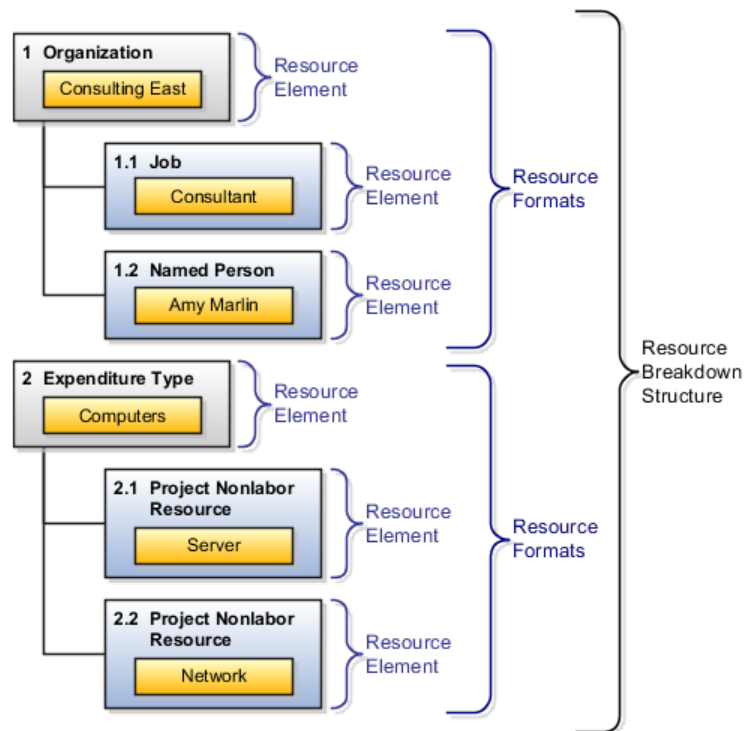 1 Organization
Consulting East
Resource
Element
1.1 Job
Consultant
Resource
Element
1.2 Named Person
Amy Marlin
Resource
Element
Resource
Formats
2 Expenditure Type
Computers
Resource
Element
2.1 Project Nonlabor
Resource
Server
Resource
Element
2.2 Project Nonlabor
Resource
Network
Resource
Element
Resource
Formats
Resource
Breakdown
Structure